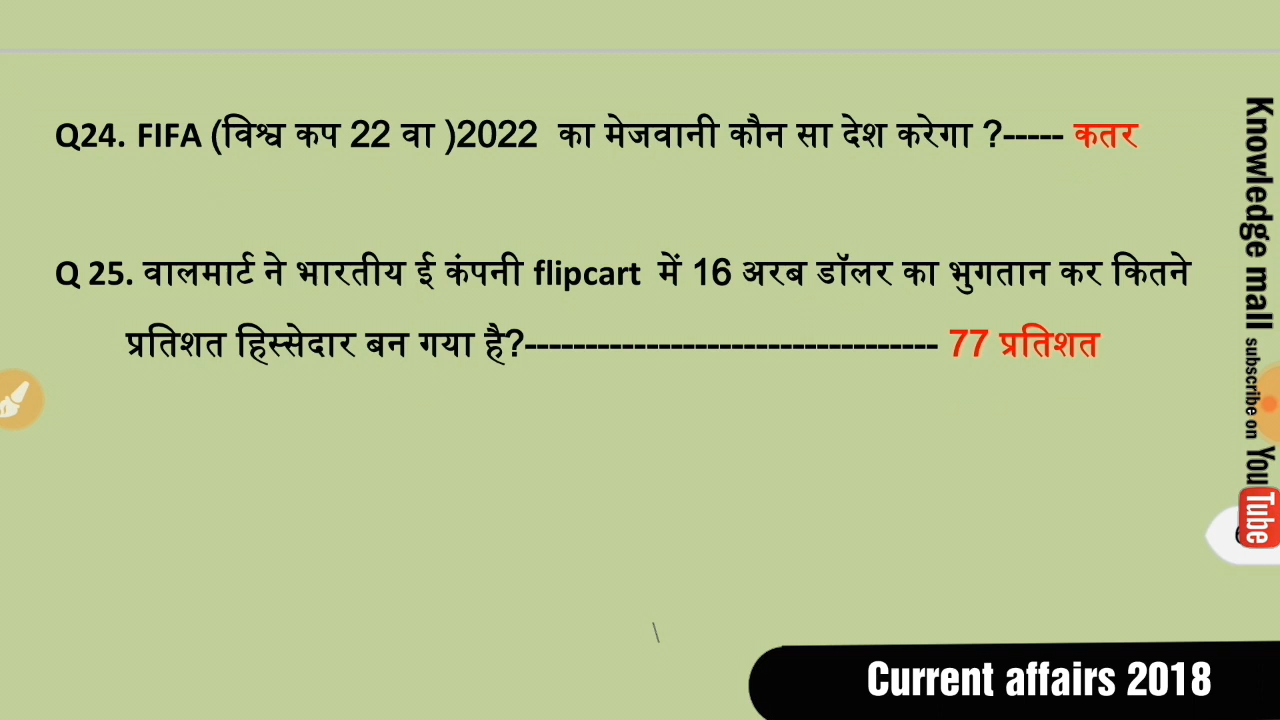 Q24. FIFA (विश्व कप 22 वा )2022 का मेजवानी कौन सा देश करेगा ?----- कतर
Q 25. वालमार्ट ने भारतीय ई कंपनी flipcart में 16 अरब डॉलर का भुगतान कर कितने
प्रतिशत हिस्सेदार बन गया है?---------------------------------- 77 प्रतिशत
Knowledge mall subscribe on YouTube
Current affairs 2018